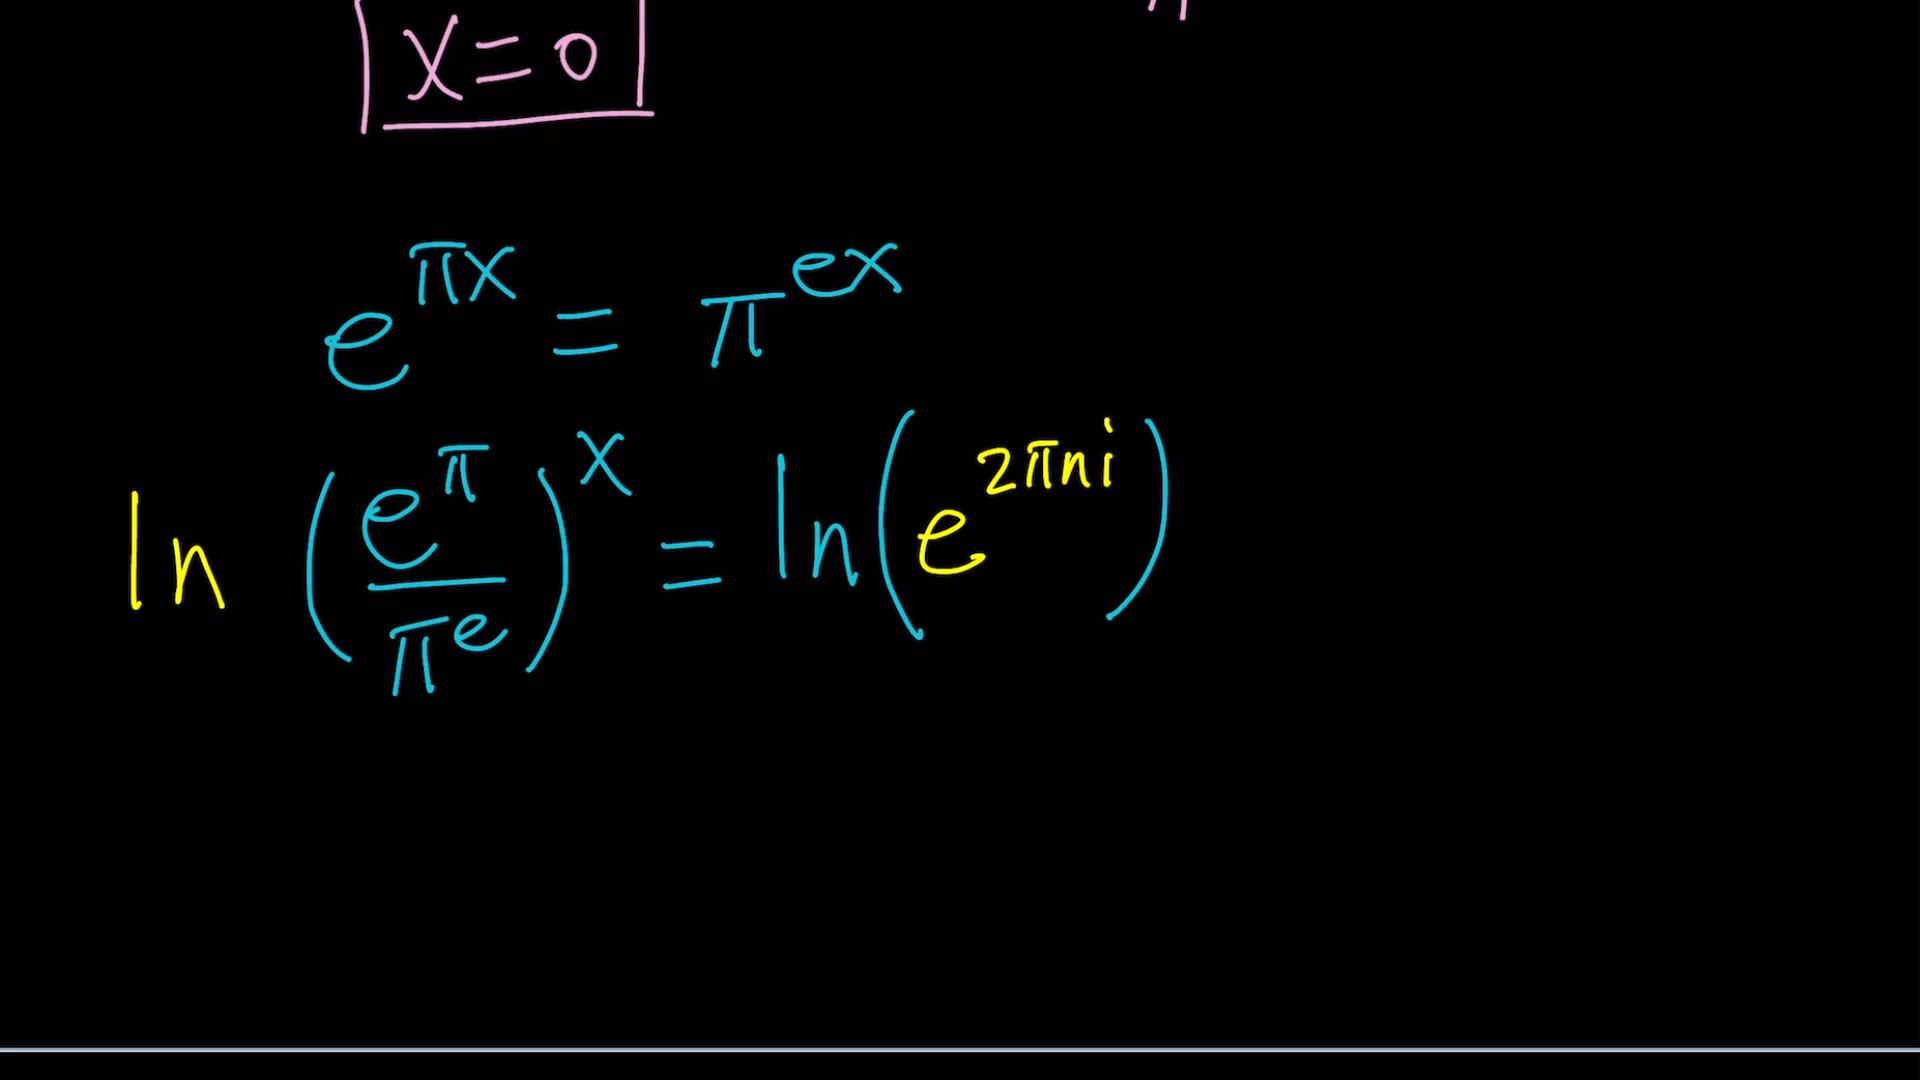 x=0
e^{πx} = π^{ex}
ln (e^π/π^e)^x = ln(e^{2πni})